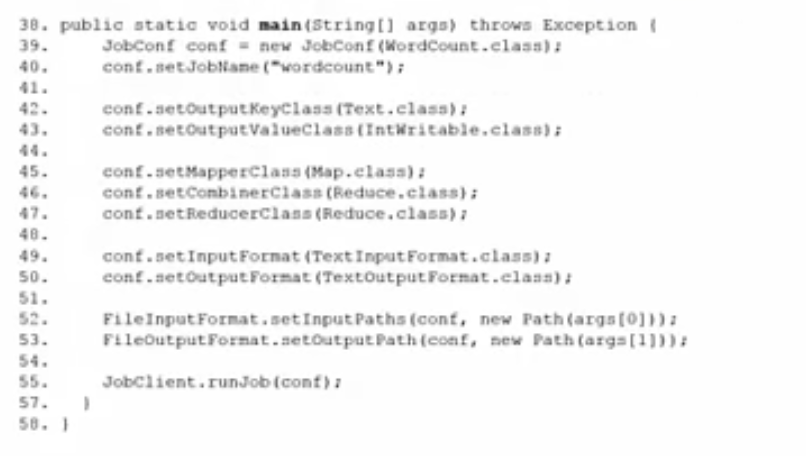 38. public static void main(String[] args) throws Exception {
39.     JobConf conf = new JobConf(WordCount.class);
40.     conf.setJobName("wordcount");
41.
42.     conf.setOutputKeyClass(Text.class);
43.     conf.setOutputValueClass(IntWritable.class);
44.
45.     conf.setMapperClass(Map.class);
46.     conf.setCombinerClass(Reduce.class);
47.     conf.setReducerClass(Reduce.class);
48.
49.     conf.setInputFormat(TextInputFormat.class);
50.     conf.setOutputFormat(TextOutputFormat.class);
51.
52.     FileInputFormat.setInputPaths(conf, new Path(args[0]));
53.     FileOutputFormat.setOutputPath(conf, new Path(args[1]));
54.
55.     JobClient.runJob(conf);
57.   }
58. }